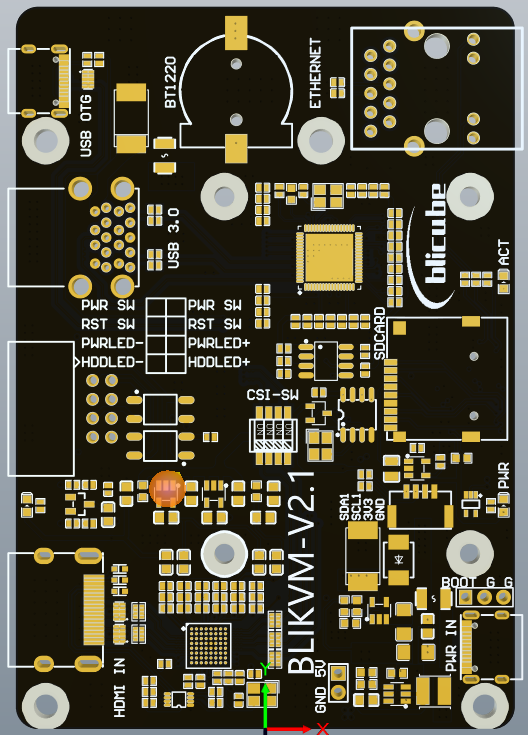 BT1220
ETHERNET
USB OTG
USB 3.0
blicube
ACT
PWR SW
PWR SW
RST SW
RST SW
PWRLED-
PWRLED+
HDDLED-
HDDLED+
SDCARD
CSI-SW
ON
ON
BLIKVM-V2.1
SDA1
SCL1
3V3
GND
PWR
BOOT G G
PWR IN
HDMI IN
GND 5V
Y
X